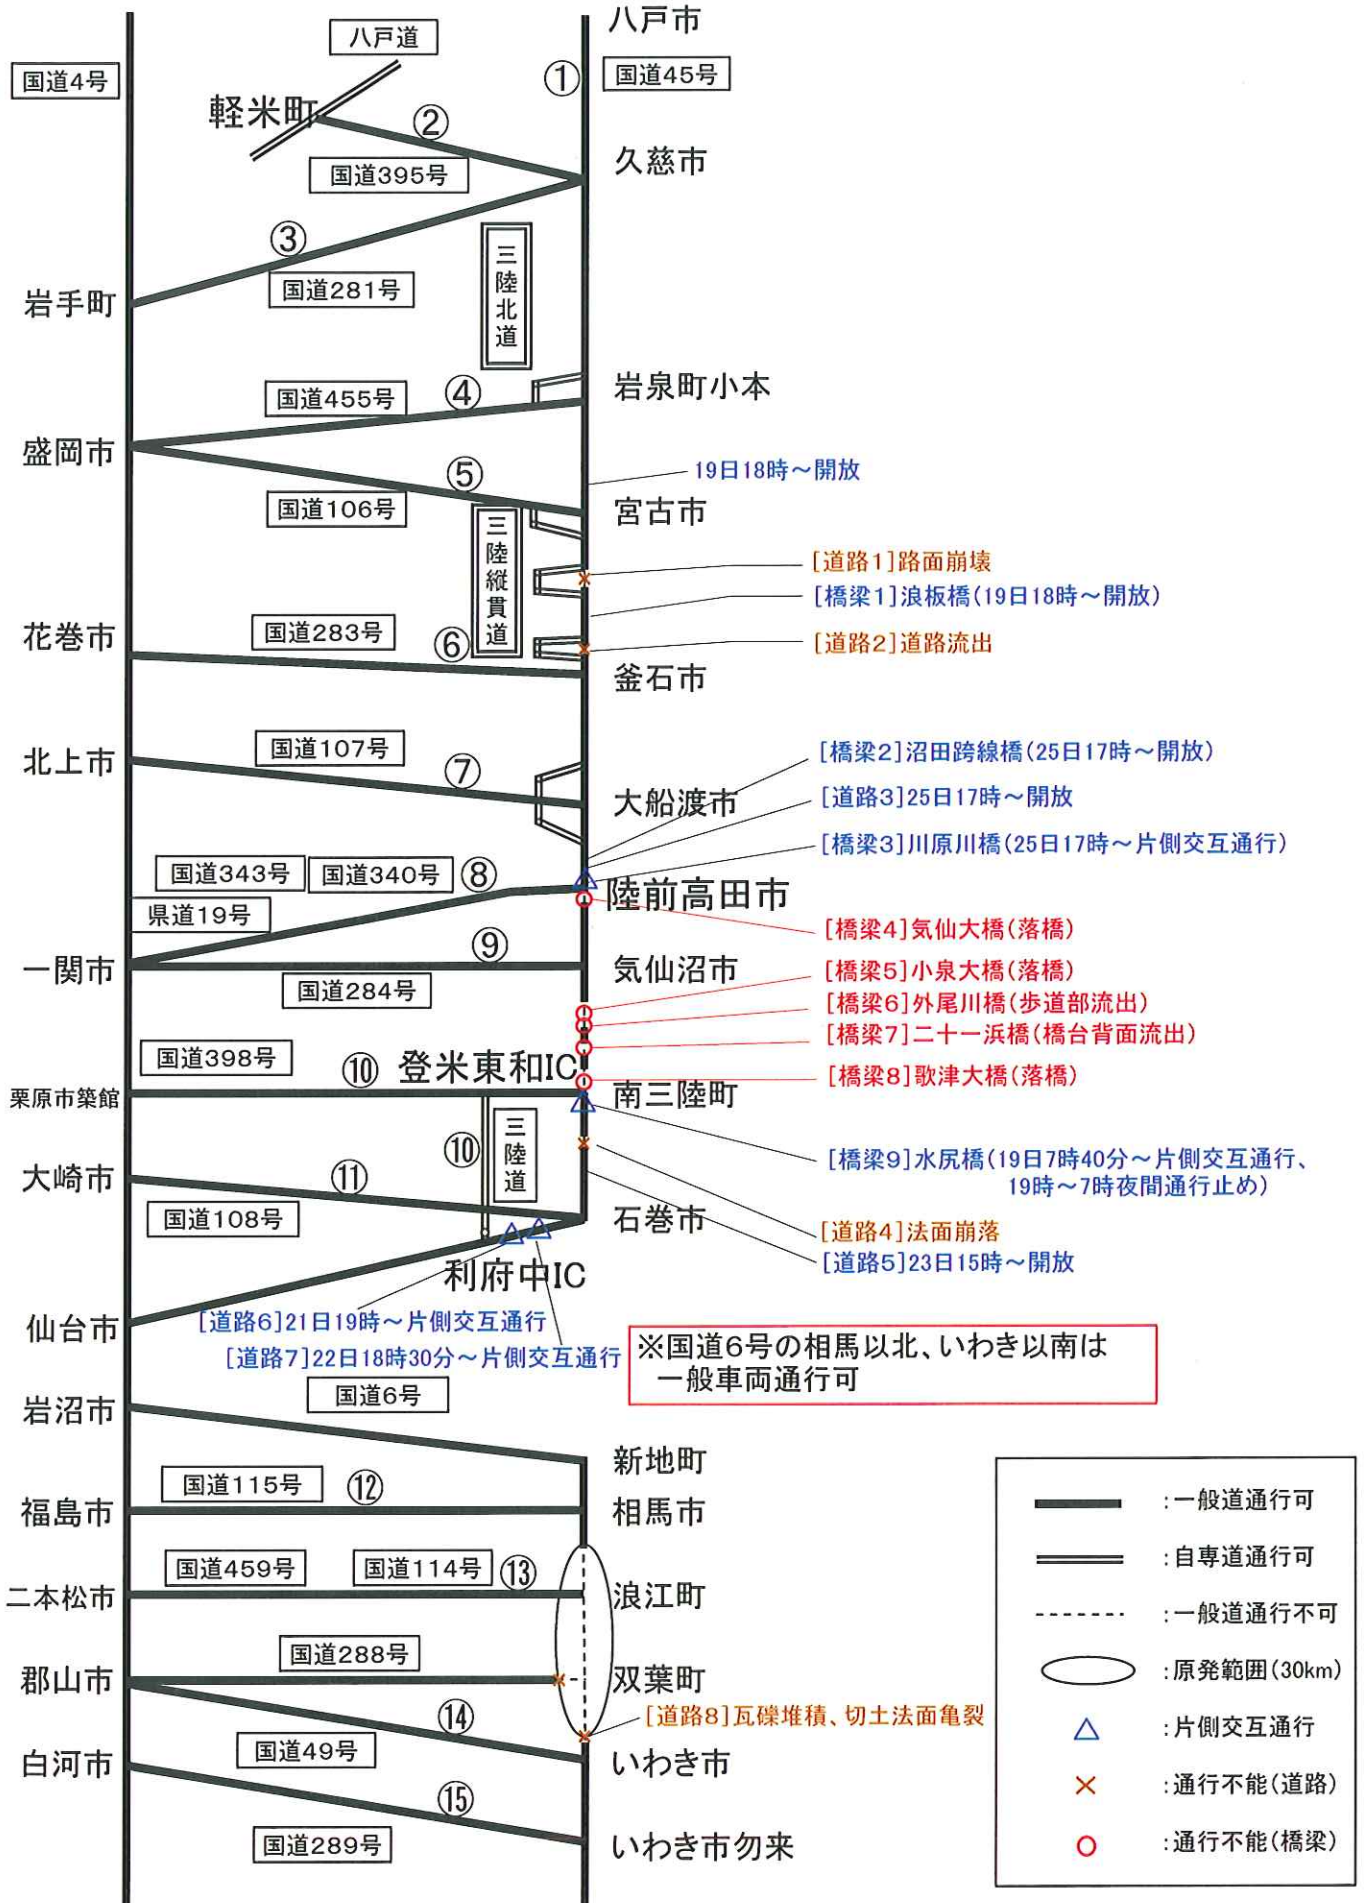 八戸市
八戸道
①
国道45号
国道4号
軽米町
②
久慈市
国道395号
③
三陸北道
国道281号
岩手町
岩泉町小本
国道455号
④
盛岡市
19日18時～開放
⑤
国道106号
宮古市
三陸縦貫道
[道路1]路面崩壊
[橋梁1]浪板橋(19日18時～開放)
国道283号
花巻市
⑥
[道路2]道路流出
釜石市
国道107号
北上市
[橋梁2]沼田跨線橋(25日17時～開放)
⑦
大船渡市
[道路3]25日17時～開放
[橋梁3]川原川橋(25日17時～片側交互通行)
国道343号
国道340号
⑧
陸前高田市
県道19号
[橋梁4]気仙大橋(落橋)
⑨
一関市
気仙沼市
[橋梁5]小泉大橋(落橋)
国道284号
[橋梁6]外尾川橋(歩道部流出)
[橋梁7]二十一浜橋(橋台背面流出)
国道398号
⑩
登米東和IC
[橋梁8]歌津大橋(落橋)
栗原市築館
南三陸町
⑩
三陸道
[橋梁9]水尻橋(19日7時40分～片側交互通行、
19時～7時夜間通行止め)
大崎市
⑪
国道108号
石巻市
[道路4]法面崩落
[道路5]23日15時～開放
利府中IC
仙台市
[道路6]21日19時～片側交互通行
[道路7]22日18時30分～片側交互通行
※国道6号の相馬以北、いわき以南は
一般車両通行可
国道6号
岩沼市
新地町
国道115号
⑫
福島市
相馬市
国道459号
国道114号
⑬
二本松市
浪江町
国道288号
郡山市
双葉町
[道路8]瓦礫堆積、切土法面亀裂
⑭
国道49号
白河市
いわき市
⑮
国道289号
いわき市勿来
:一般道通行可
:自専道通行可
:一般道通行不可
:原発範囲(30km)
:片側交互通行
:通行不能(道路)
:通行不能(橋梁)